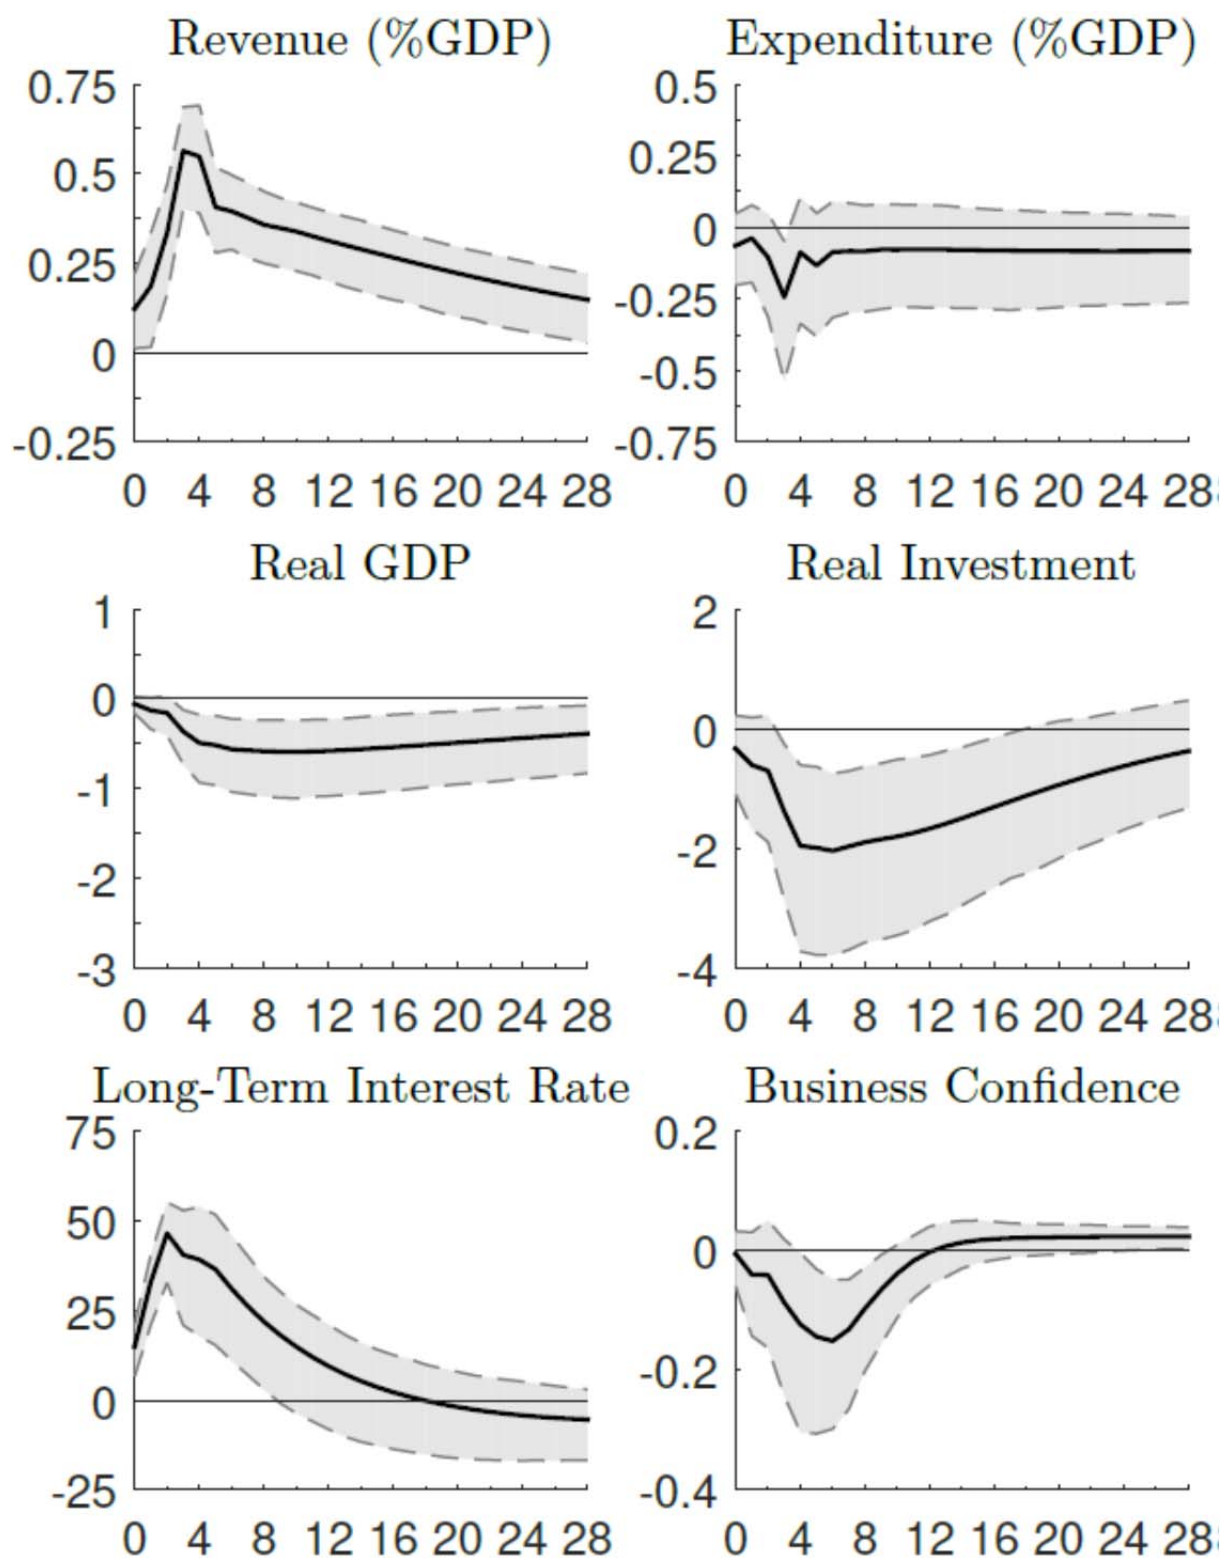 Revenue (%GDP)
0.75
0.5
0.25
0
-0.25
0 4 8 12 16 20 24 28
Expenditure (%GDP)
0.5
0.25
0
-0.25
-0.5
-0.75
0 4 8 12 16 20 24 28
Real GDP
1
0
-1
-2
-3
0 4 8 12 16 20 24 28
Real Investment
2
0
-2
-4
0 4 8 12 16 20 24 28
Long-Term Interest Rate
75
50
25
0
-25
0 4 8 12 16 20 24 28
Business Confidence
0.2
0
-0.2
-0.4
0 4 8 12 16 20 24 28